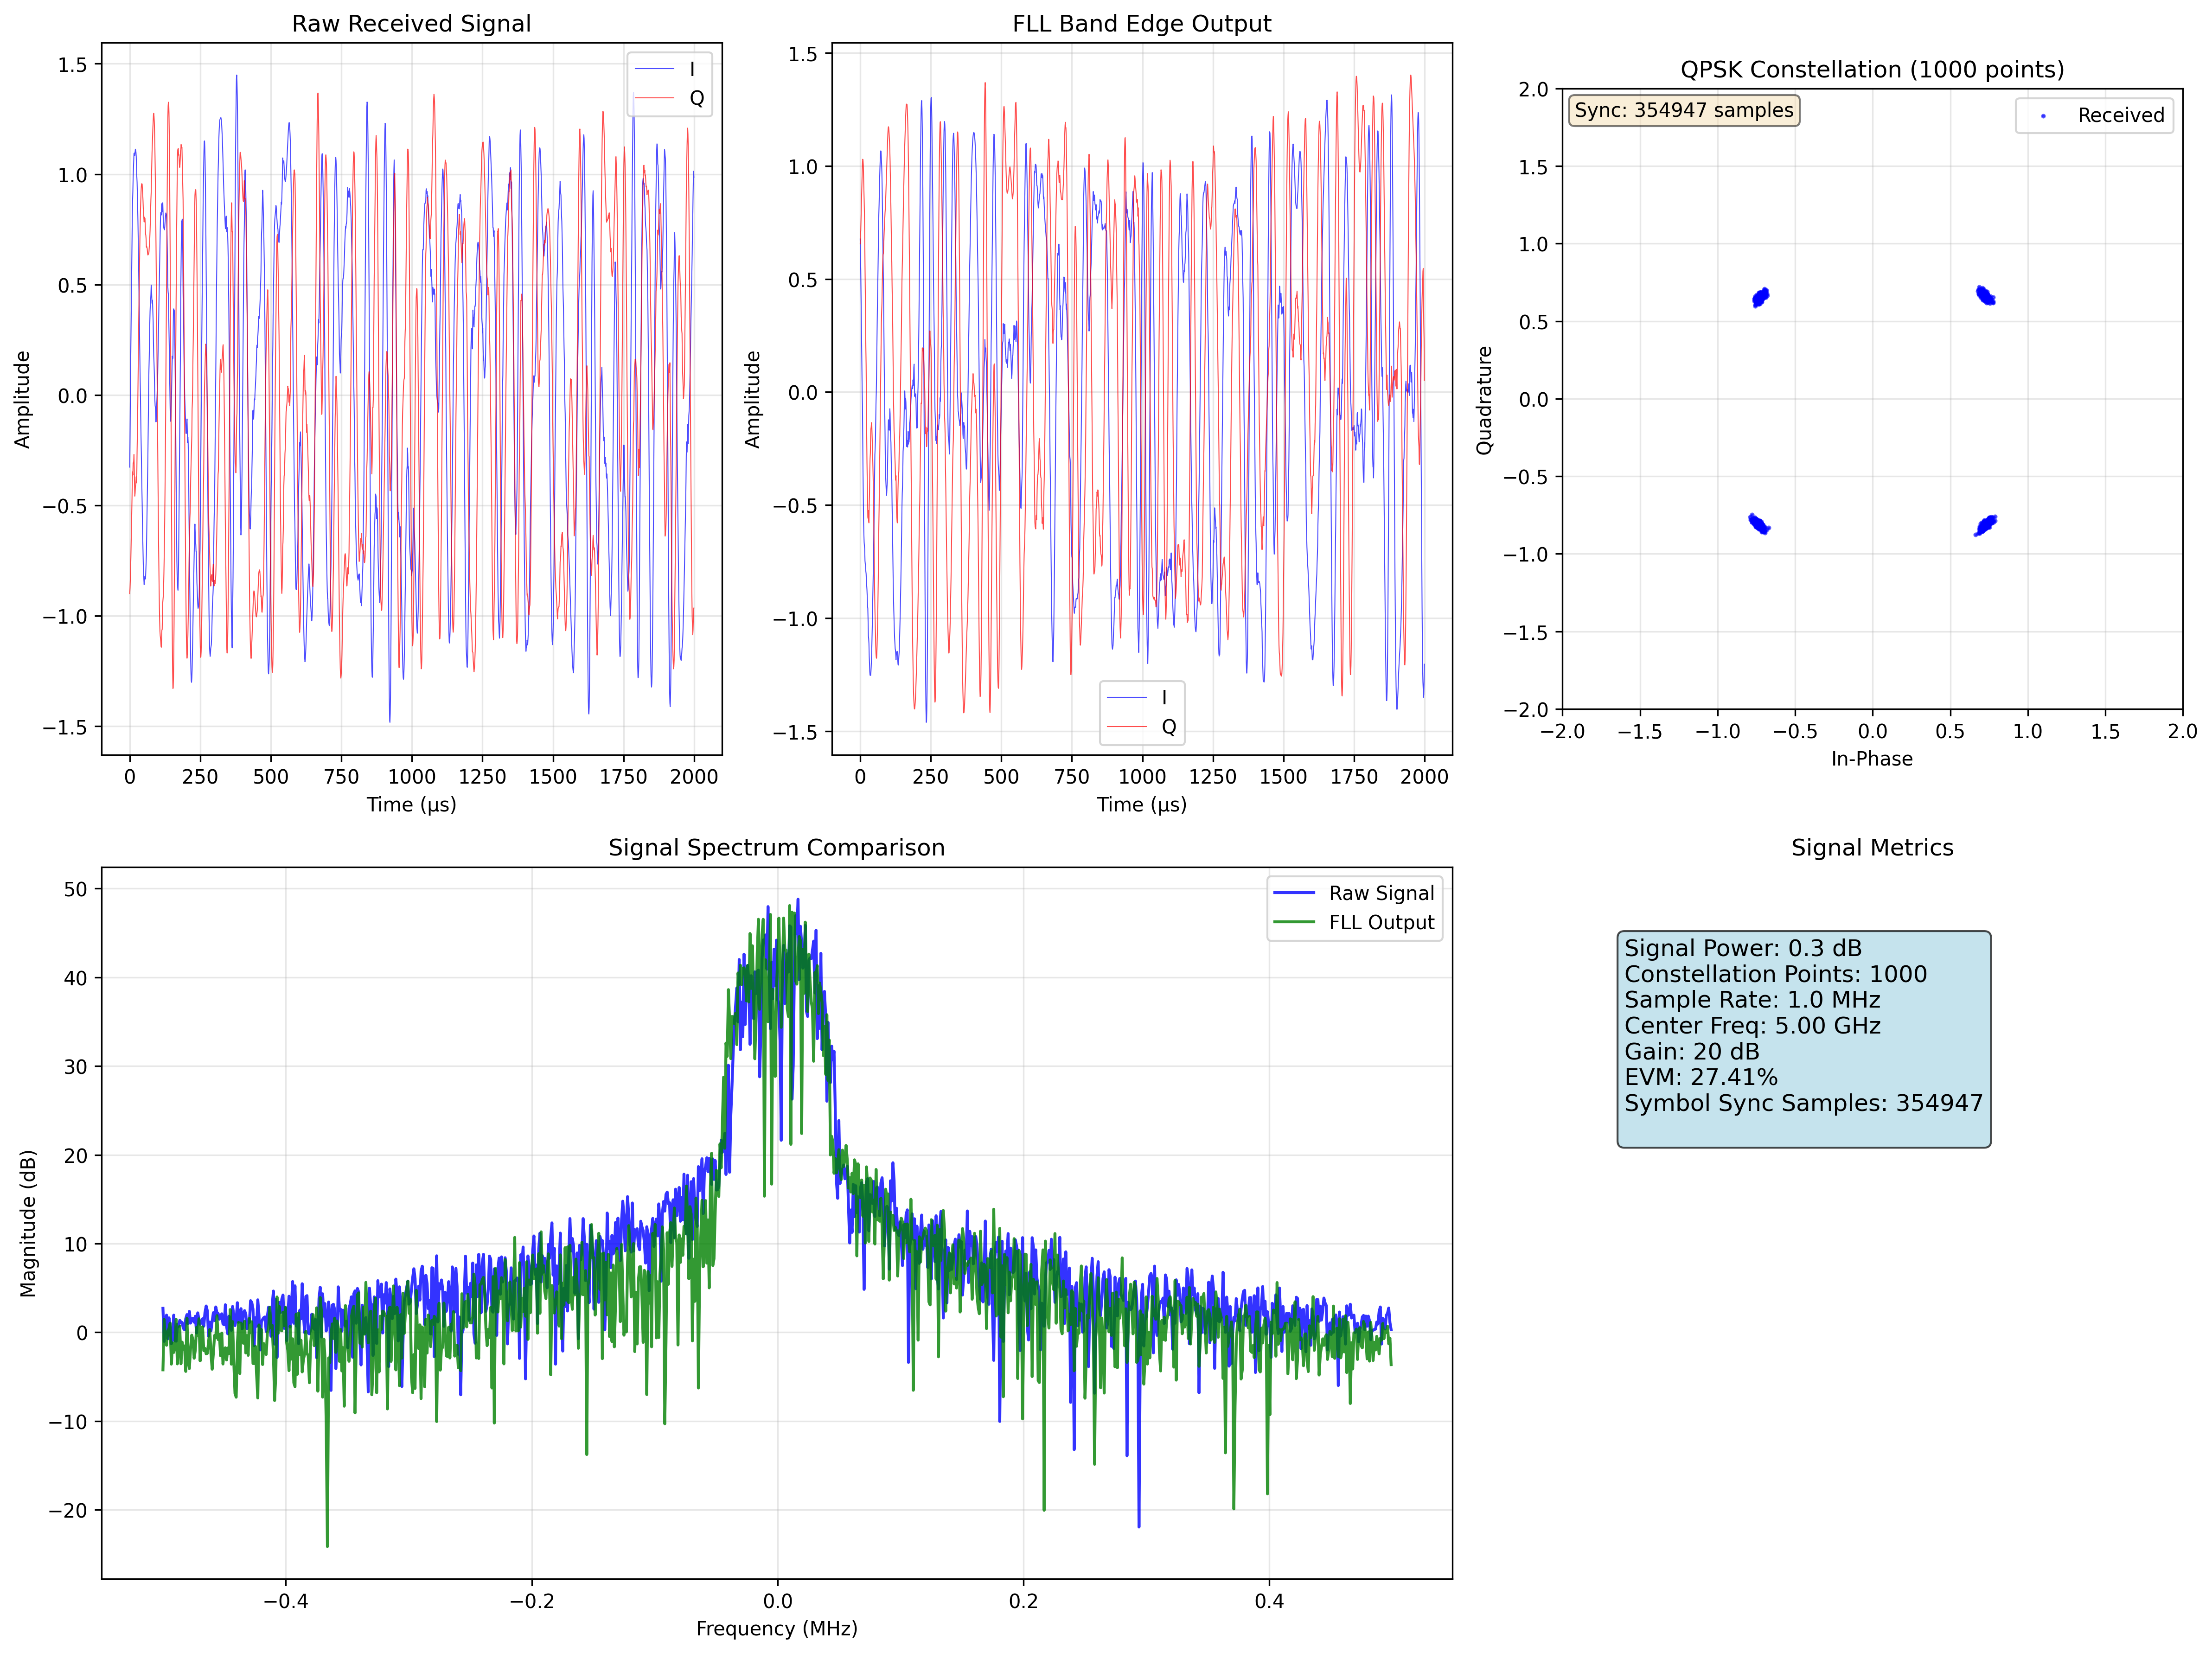 Raw Received Signal
I
Q
1.5
1.0
0.5
0.0
−0.5
−1.0
−1.5
Amplitude
0 250 500 750 1000 1250 1500 1750 2000
Time (μs)
FLL Band Edge Output
1.5
1.0
0.5
0.0
−0.5
−1.0
−1.5
Amplitude
I
Q
0 250 500 750 1000 1250 1500 1750 2000
Time (μs)
QPSK Constellation (1000 points)
Sync: 354947 samples
Received
2.0
1.5
1.0
0.5
0.0
−0.5
−1.0
−1.5
−2.0
Quadrature
−2.0 −1.5 −1.0 −0.5 0.0 0.5 1.0 1.5 2.0
In-Phase
Signal Spectrum Comparison
Raw Signal
FLL Output
50
40
30
20
10
0
−10
−20
Magnitude (dB)
−0.4 −0.2 0.0 0.2 0.4
Frequency (MHz)
Signal Metrics
Signal Power: 0.3 dB
Constellation Points: 1000
Sample Rate: 1.0 MHz
Center Freq: 5.00 GHz
Gain: 20 dB
EVM: 27.41%
Symbol Sync Samples: 354947